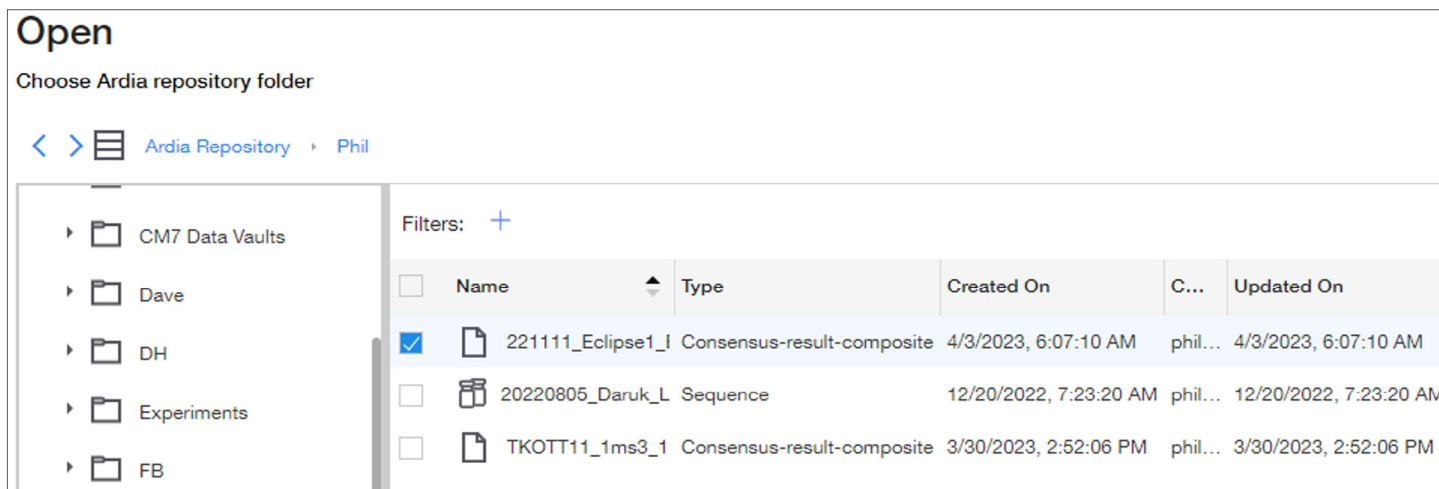 Open
Choose Ardia repository folder
Ardia Repository Phil
CM7 Data Vaults
Dave
DH
Experiments
FB
Filters: +
Name Type Created On C... Updated On
221111_Eclipse1_ Consensus-result-composite 4/3/2023, 6:07:10 AM phil... 4/3/2023, 6:07:10 AM
20220805_Daruk_L Sequence 12/20/2022, 7:23:20 AM phil... 12/20/2022, 7:23:20 AM
TKOTT11_1ms3_1 Consensus-result-composite 3/30/2023, 2:52:06 PM phil... 3/30/2023, 2:52:06 PM